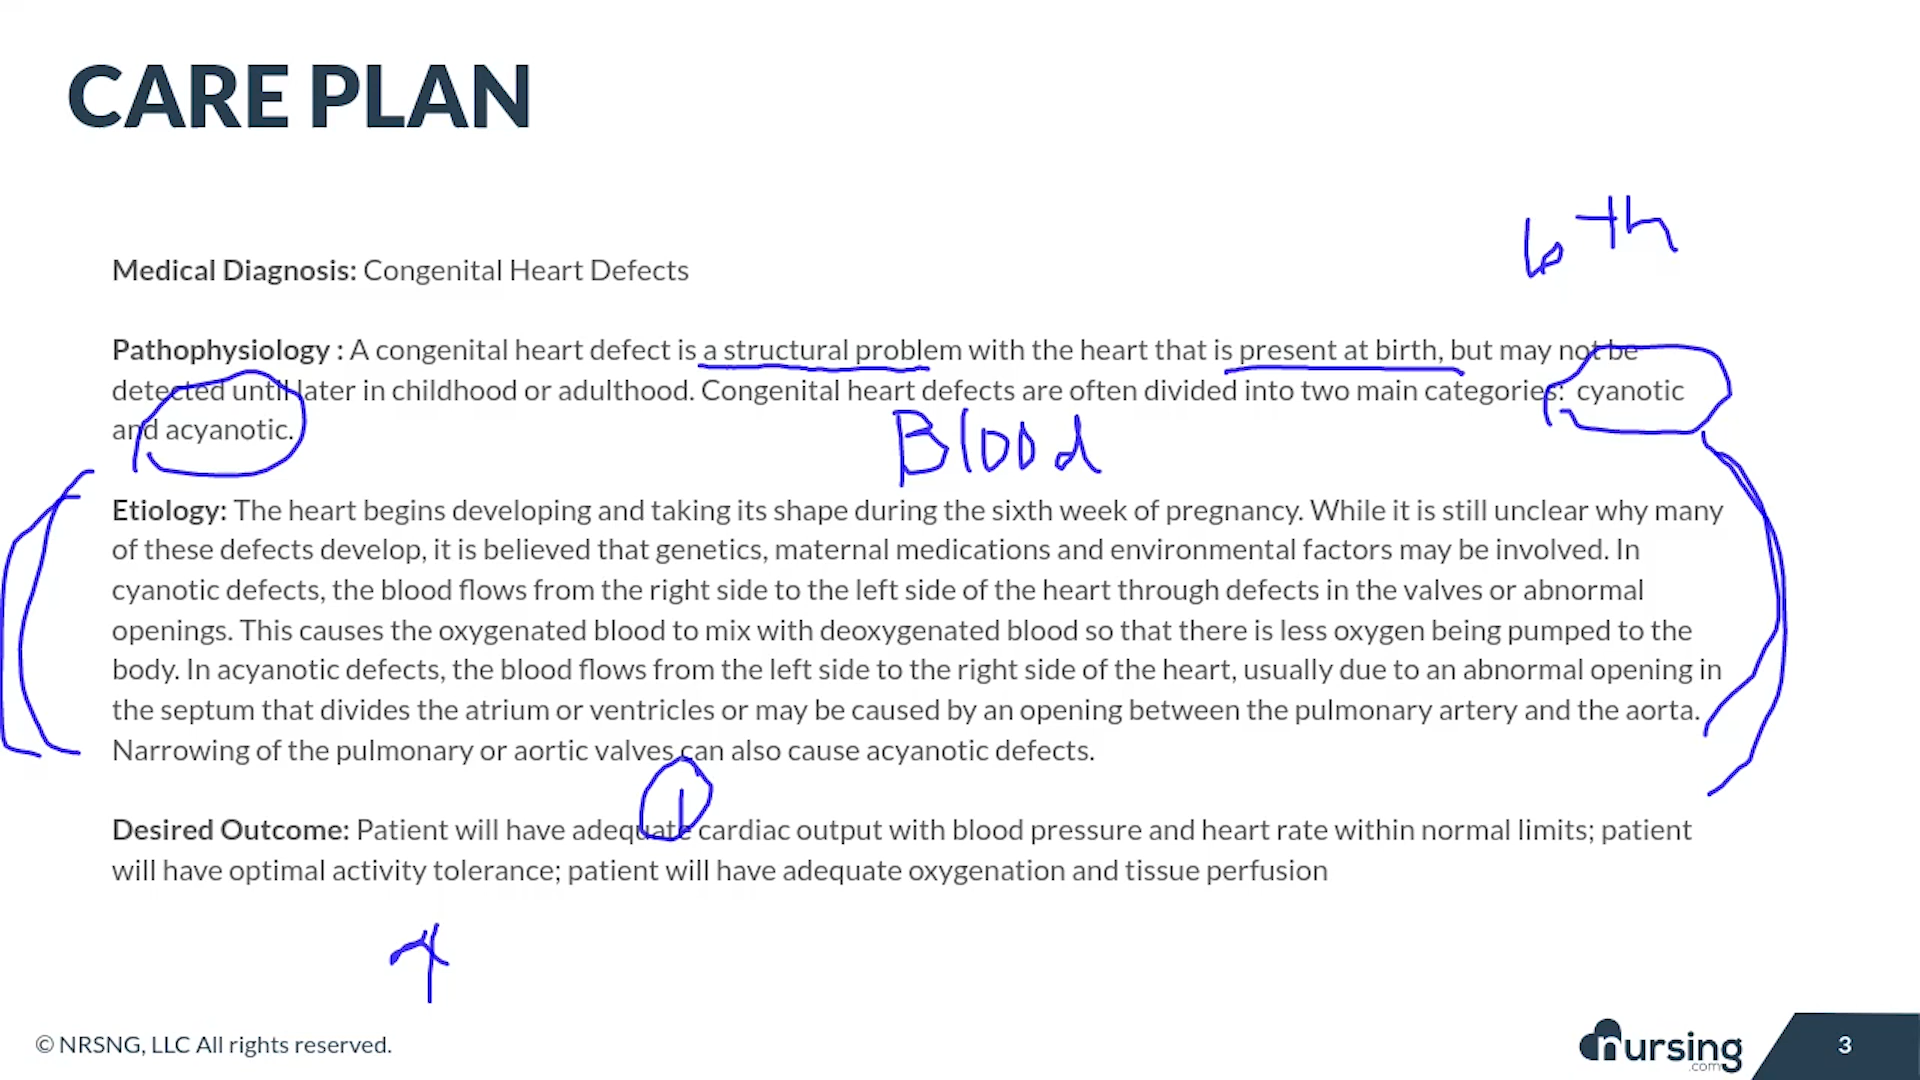 CARE PLAN
6th
Medical Diagnosis: Congenital Heart Defects
Pathophysiology : A congenital heart defect is a structural problem with the heart that is present at birth, but may not be
detected until later in childhood or adulthood. Congenital heart defects are often divided into two main categories: cyanotic
and acyanotic.
Blood
Etiology: The heart begins developing and taking its shape during the sixth week of pregnancy. While it is still unclear why many
of these defects develop, it is believed that genetics, maternal medications and environmental factors may be involved. In
cyanotic defects, the blood flows from the right side to the left side of the heart through defects in the valves or abnormal
openings. This causes the oxygenated blood to mix with deoxygenated blood so that there is less oxygen being pumped to the
body. In acyanotic defects, the blood flows from the left side to the right side of the heart, usually due to an abnormal opening in
the septum that divides the atrium or ventricles or may be caused by an opening between the pulmonary artery and the aorta.
Narrowing of the pulmonary or aortic valves can also cause acyanotic defects.
Desired Outcome: Patient will have adequate cardiac output with blood pressure and heart rate within normal limits; patient
will have optimal activity tolerance; patient will have adequate oxygenation and tissue perfusion
© NRSNG, LLC All rights reserved.
nursing
.com
3